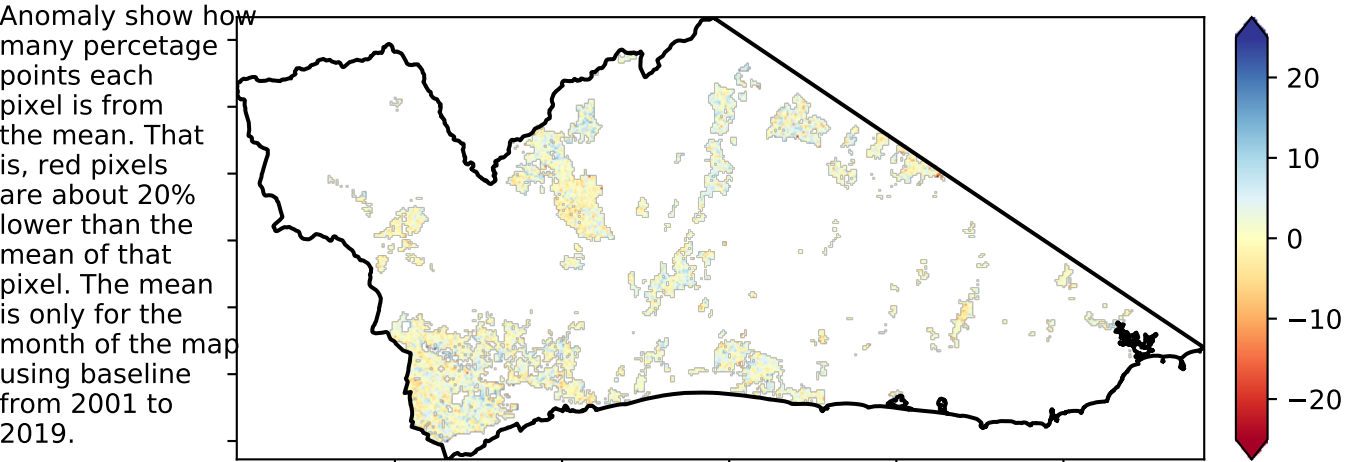 Anomaly show how
many percetage
points each
pixel is from
the mean. That
is, red pixels
are about 20%
lower than the
mean of that
pixel. The mean
is only for the
month of the map
using baseline
from 2001 to
2019.
20
10
0
−10
−20